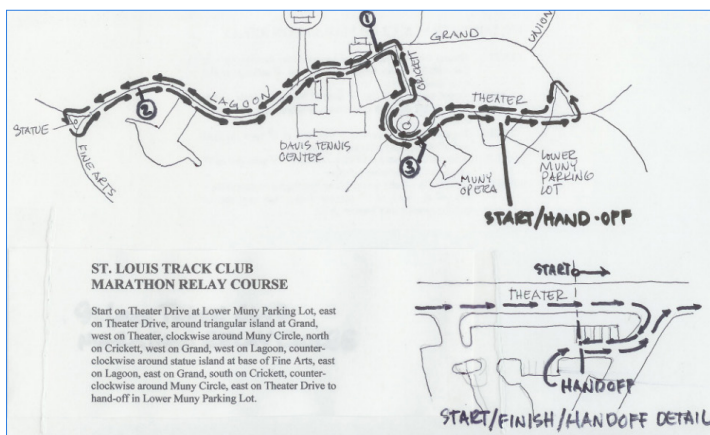 1
GRAND
UNION
CRICKETT
THEATER
LAGOON
2
STATUE
FINE ARTS
DAVIS TENNIS
CENTER
3
MUNY
OPERA
LOWER
MUNY
PARKING
LOT
START/HAND-OFF
ST. LOUIS TRACK CLUB
MARATHON RELAY COURSE
Start on Theater Drive at Lower Muny Parking Lot, east
on Theater Drive, around triangular island at Grand,
west on Theater, clockwise around Muny Circle, north
on Crickett, west on Grand, west on Lagoon, counter-
clockwise around statue island at base of Fine Arts, east
on Lagoon, east on Grand, south on Crickett, counter-
clockwise around Muny Circle, east on Theater Drive to
hand-off in Lower Muny Parking Lot.
START
THEATER
HANDOFF
START/FINISH/HANDOFF DETAIL